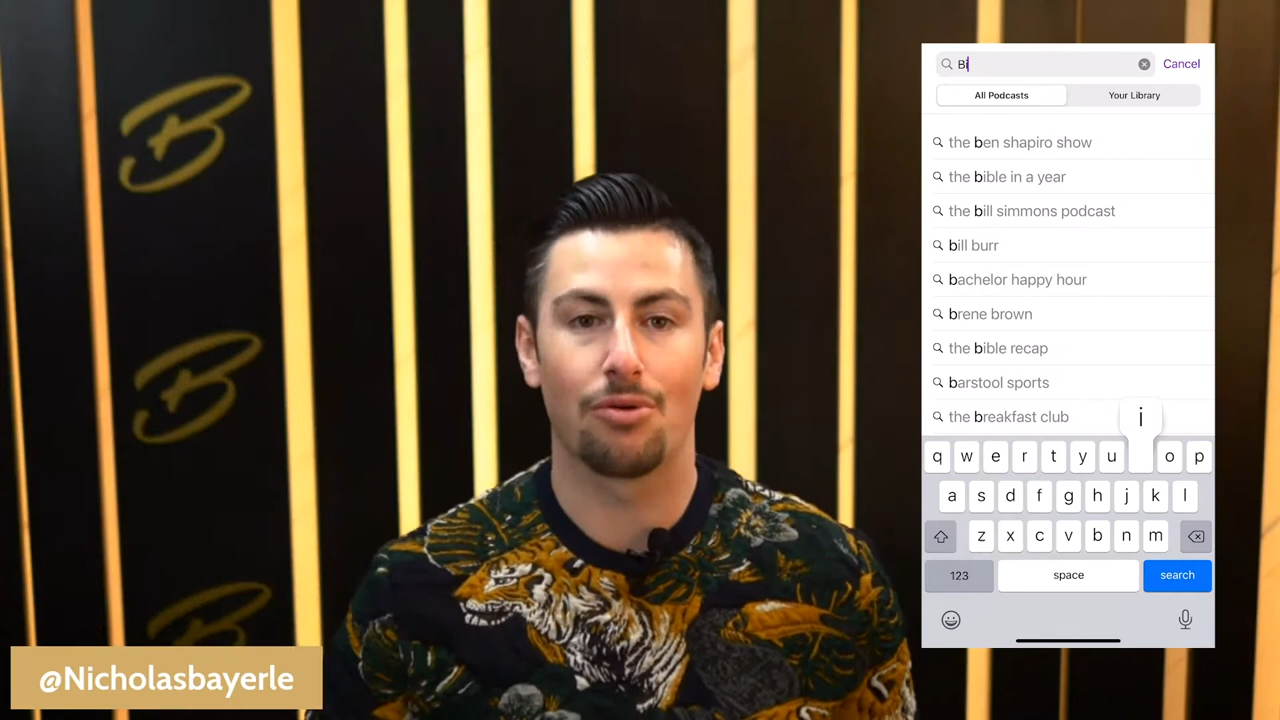 B
B
B
@Nicholasbayerle
Bi
Cancel
All Podcasts
Your Library
the ben shapiro show
the bible in a year
the bill simmons podcast
bill burr
bachelor happy hour
brene brown
the bible recap
barstool sports
the breakfast club
i
q w e r t y u o p
a s d f g h j k l
z x c v b n m
123
space
search